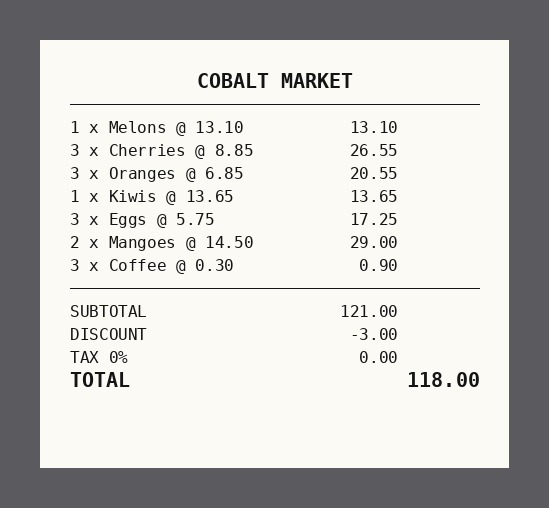 COBALT MARKET
1 x Melons @ 13.10 13.10
3 x Cherries @ 8.85 26.55
3 x Oranges @ 6.85 20.55
1 x Kiwis @ 13.65 13.65
3 x Eggs @ 5.75 17.25
2 x Mangoes @ 14.50 29.00
3 x Coffee @ 0.30 0.90
SUBTOTAL 121.00
DISCOUNT -3.00
TAX 0% 0.00
TOTAL 118.00